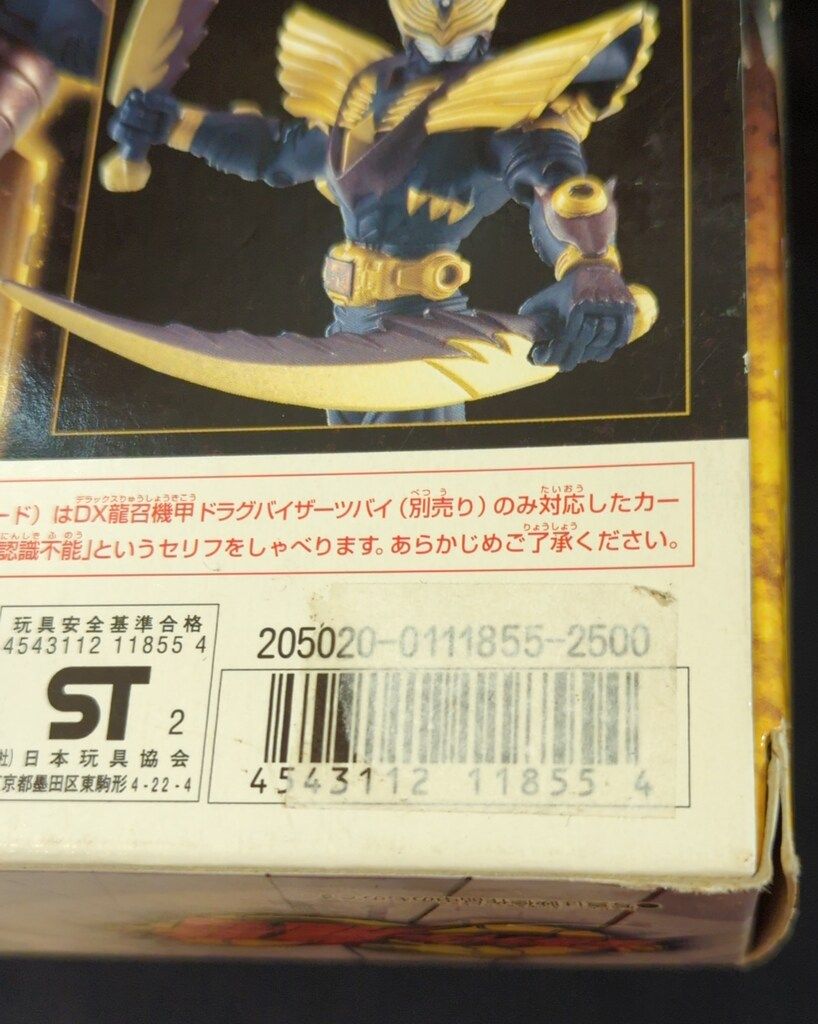 ード）はDX龍召機甲ドラグバイザーツバイ（別売り）のみ対応したカー
認識不能」というセリフをしゃべります。あらかじめご了承ください。
玩具安全基準合格
4543112 11855 4
ST 2
日本玩具協会
京都墨田区東駒形4-22-4
205020-0111855-2500
4543112 11855 4